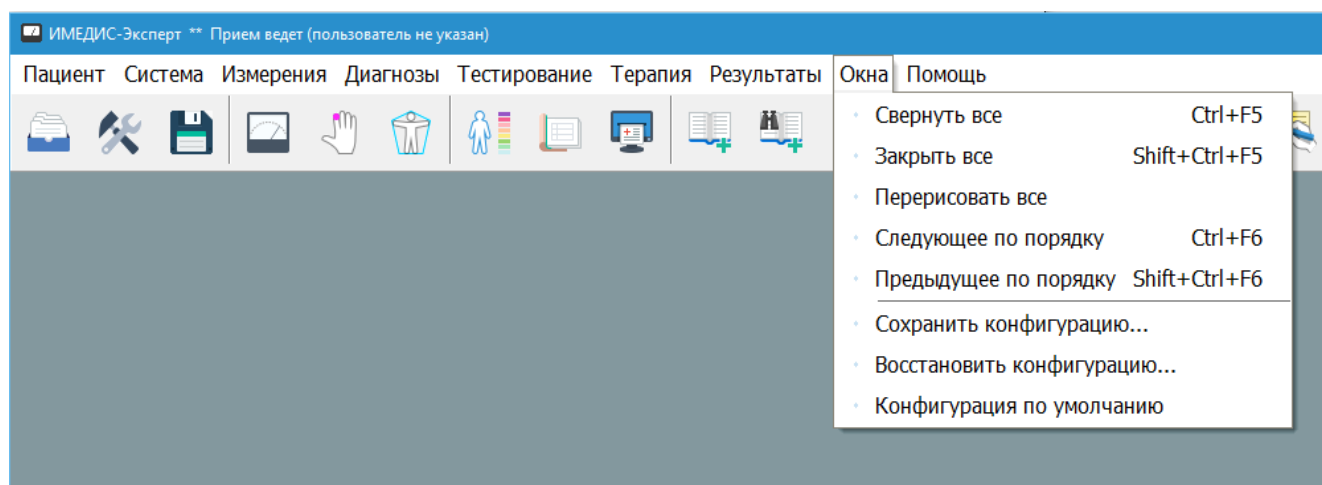 ИМЕДИС-Эксперт ** Прием ведет (пользователь не указан)
Пациент Система Измерения Диагнозы Тестирование Терапия Результаты Окна Помощь
Свернуть все Ctrl+F5
Закрыть все Shift+Ctrl+F5
Перерисовать все
Следующее по порядку Ctrl+F6
Предыдущее по порядку Shift+Ctrl+F6
Сохранить конфигурацию...
Восстановить конфигурацию...
Конфигурация по умолчанию